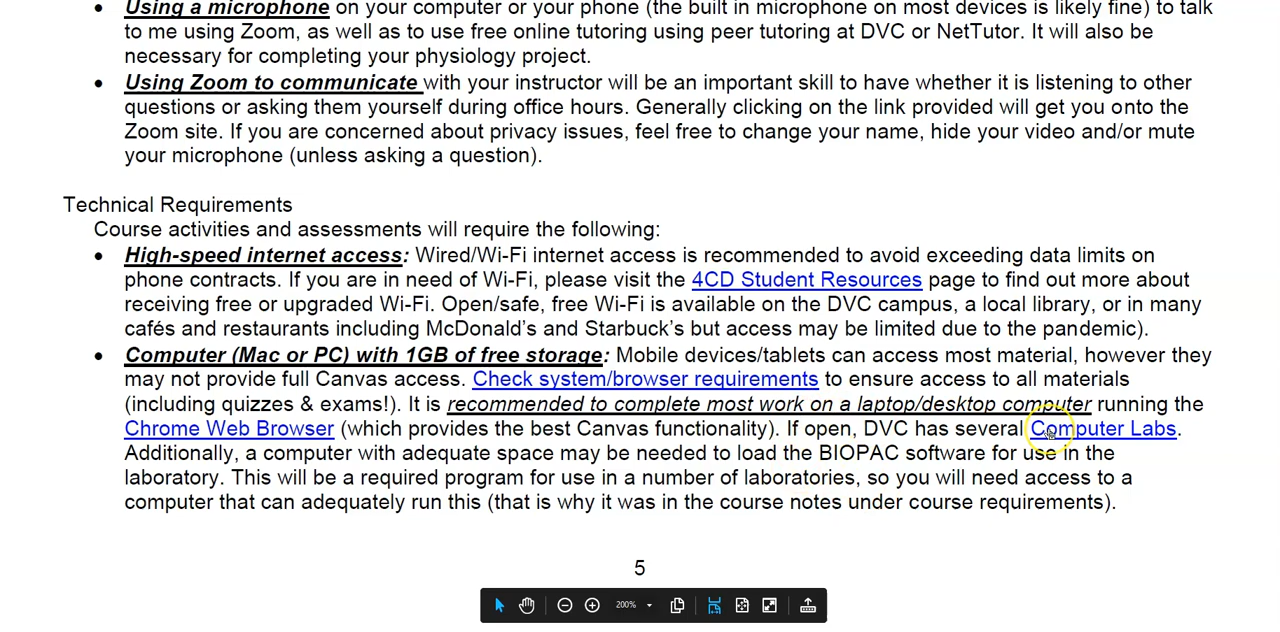 • Using a microphone on your computer or your phone (the built in microphone on most devices is likely fine) to talk
to me using Zoom, as well as to use free online tutoring using peer tutoring at DVC or NetTutor. It will also be
necessary for completing your physiology project.
• Using Zoom to communicate with your instructor will be an important skill to have whether it is listening to other
questions or asking them yourself during office hours. Generally clicking on the link provided will get you onto the
Zoom site. If you are concerned about privacy issues, feel free to change your name, hide your video and/or mute
your microphone (unless asking a question).
Technical Requirements
Course activities and assessments will require the following:
• High-speed internet access: Wired/Wi-Fi internet access is recommended to avoid exceeding data limits on
phone contracts. If you are in need of Wi-Fi, please visit the 4CD Student Resources page to find out more about
receiving free or upgraded Wi-Fi. Open/safe, free Wi-Fi is available on the DVC campus, a local library, or in many
cafés and restaurants including McDonald’s and Starbuck’s but access may be limited due to the pandemic).
• Computer (Mac or PC) with 1GB of free storage: Mobile devices/tablets can access most material, however they
may not provide full Canvas access. Check system/browser requirements to ensure access to all materials
(including quizzes & exams!). It is recommended to complete most work on a laptop/desktop computer running the
Chrome Web Browser (which provides the best Canvas functionality). If open, DVC has several Computer Labs.
Additionally, a computer with adequate space may be needed to load the BIOPAC software for use in the
laboratory. This will be a required program for use in a number of laboratories, so you will need access to a
computer that can adequately run this (that is why it was in the course notes under course requirements).
5
200%